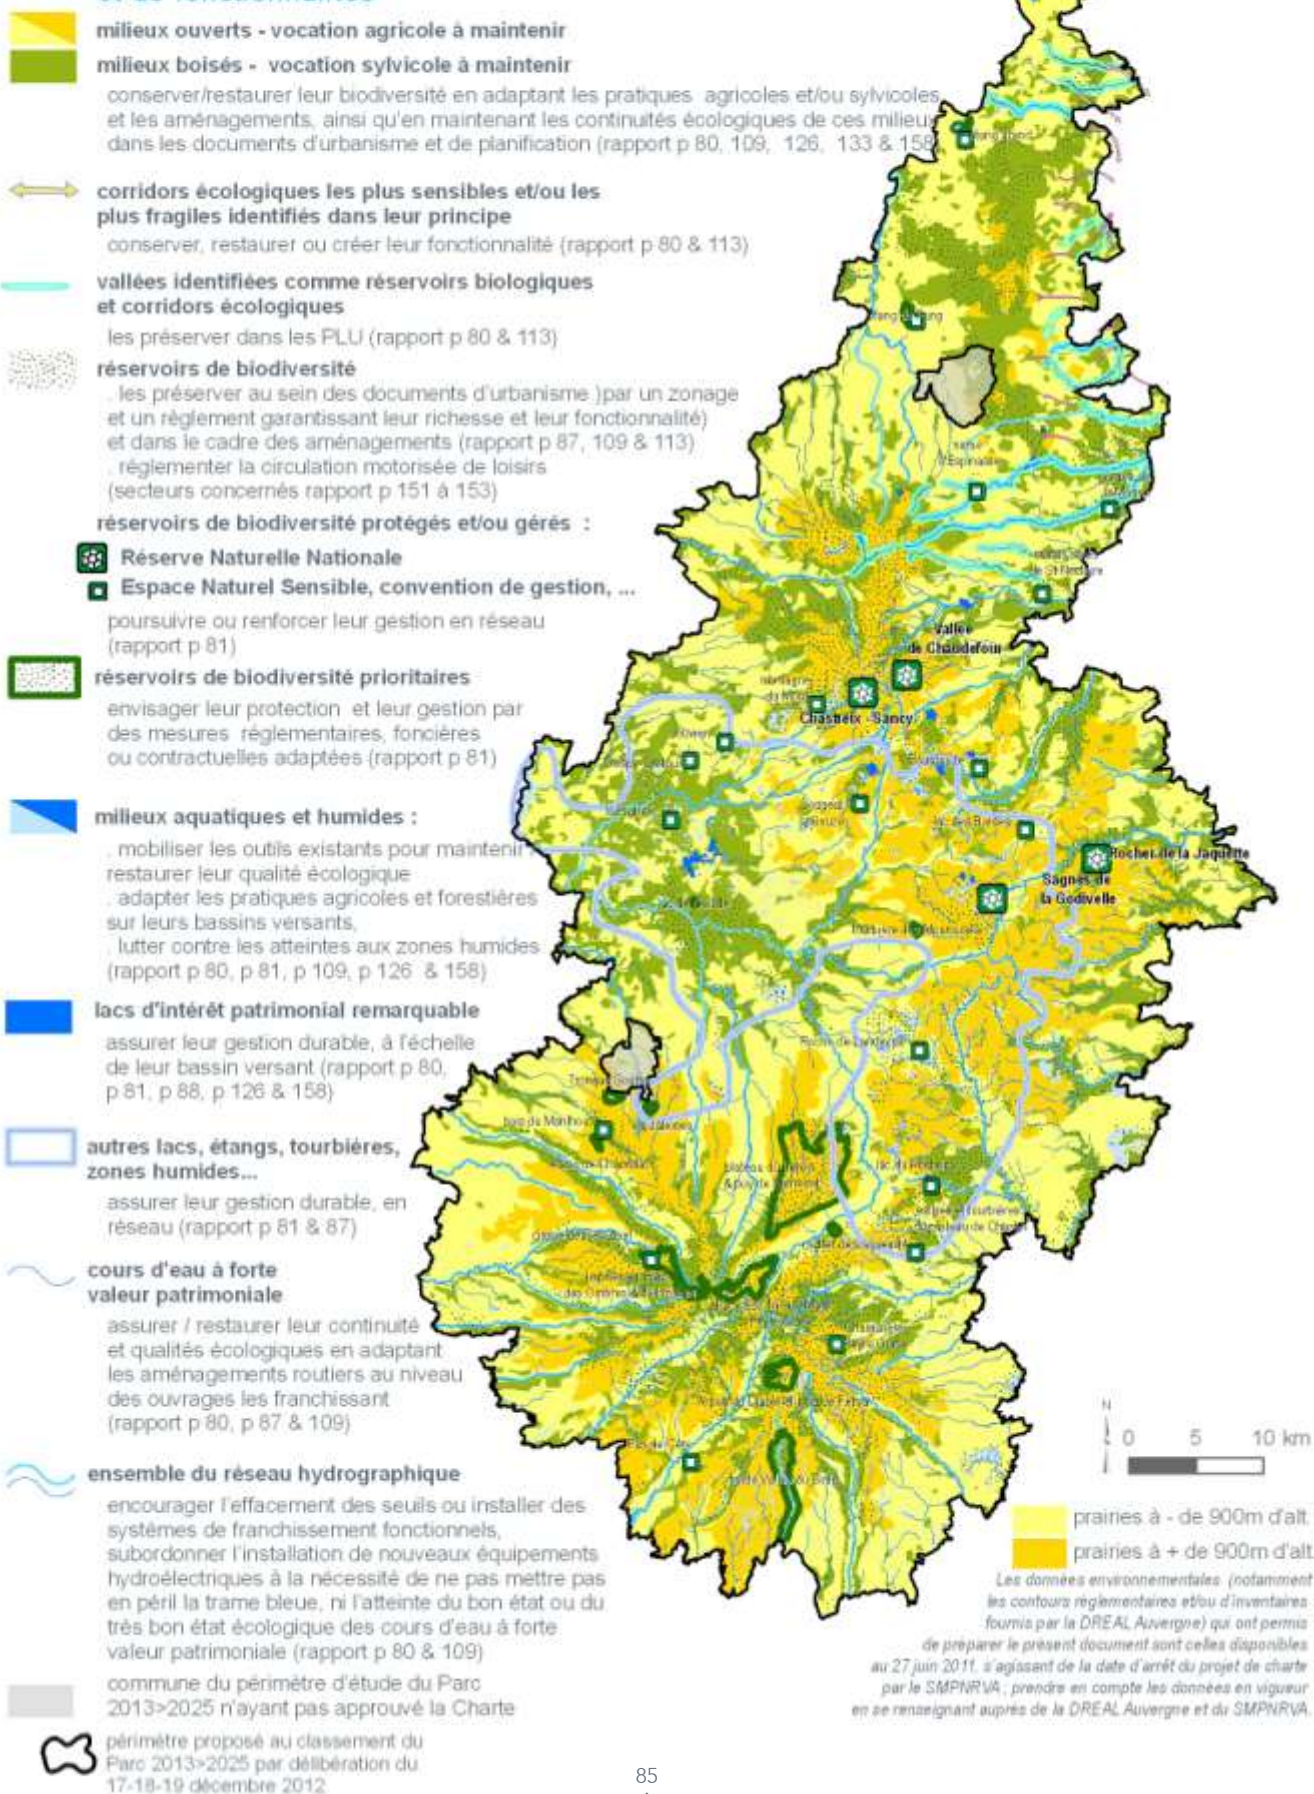 milieux ouverts - vocation agricole à maintenir
milieux boisés - vocation sylvicole à maintenir
conserver/restaurer leur biodiversité en adaptant les pratiques agricoles et/ou sylvicoles
et les aménagements, ainsi qu'en maintenant les continuités écologiques de ces milieux
dans les documents d'urbanisme et de planification (rapport p 80, 109, 126, 133 & 158)
corridors écologiques les plus sensibles et/ou les
plus fragiles identifiés dans leur principe
conserver, restaurer ou créer leur fonctionnalité (rapport p 80 & 113)
vallées identifiées comme réservoirs biologiques
et corridors écologiques
les préserver dans les PLU (rapport p 80 & 113)
réservoirs de biodiversité
. les préserver au sein des documents d'urbanisme )par un zonage
et un règlement garantissant leur richesse et leur fonctionnalité)
et dans le cadre des aménagements (rapport p 87, 109 & 113)
. réglementer la circulation motorisée de loisirs
(secteurs concernés rapport p 151 à 153)
réservoirs de biodiversité protégés et/ou gérés :
Réserve Naturelle Nationale
Espace Naturel Sensible, convention de gestion, ...
poursuivre ou renforcer leur gestion en réseau
(rapport p 81)
réservoirs de biodiversité prioritaires
envisager leur protection et leur gestion par
des mesures réglementaires, foncières
ou contractuelles adaptées (rapport p 81)
milieux aquatiques et humides :
. mobiliser les outils existants pour maintenir
restaurer leur qualité écologique
. adapter les pratiques agricoles et forestières
sur leurs bassins versants,
. lutter contre les atteintes aux zones humides
(rapport p 80, p 81, p 109, p 126 & 158)
lacs d'intérêt patrimonial remarquable
assurer leur gestion durable, à l'échelle
de leur bassin versant (rapport p 80,
p 81, p 88, p 126 & 158)
autres lacs, étangs, tourbières,
zones humides...
assurer leur gestion durable, en
réseau (rapport p 81 & 87)
cours d'eau à forte
valeur patrimoniale
assurer / restaurer leur continuité
et qualités écologiques en adaptant
les aménagements routiers au niveau
des ouvrages les franchissant
(rapport p 80, p 87 & 109)
ensemble du réseau hydrographique
encourager l'effacement des seuils ou installer des
systèmes de franchissement fonctionnels,
subordonner l'installation de nouveaux équipements
hydroélectriques à la nécessité de ne pas mettre pas
en péril la trame bleue, ni l'atteinte du bon état ou du
très bon état écologique des cours d'eau à forte
valeur patrimoniale (rapport p 80 & 109)
commune du périmètre d'étude du Parc
2013>2025 n'ayant pas approuvé la Charte
périmètre proposé au classement du
Parc 2013>2025 par délibération du
17-18-19 décembre 2012
Vallée
de Chaudefour
Chastreix - Sancy
Rocher de la Jaquette
Sagnes de
la Godivelle
N
0 5 10 km
prairies à - de 900m d'alt.
prairies à + de 900m d'alt
Les données environnementales (notamment
les contours réglementaires et/ou d'inventaires
fournis par la DREAL Auvergne) qui ont permis
de préparer le présent document sont celles disponibles
au 27 juin 2011, s'agissant de la date d'arrêt du projet de charte
par le SMPNRVA ; prendre en compte les données en vigueur
en se renseignant auprès de la DREAL Auvergne et du SMPNRVA.
85